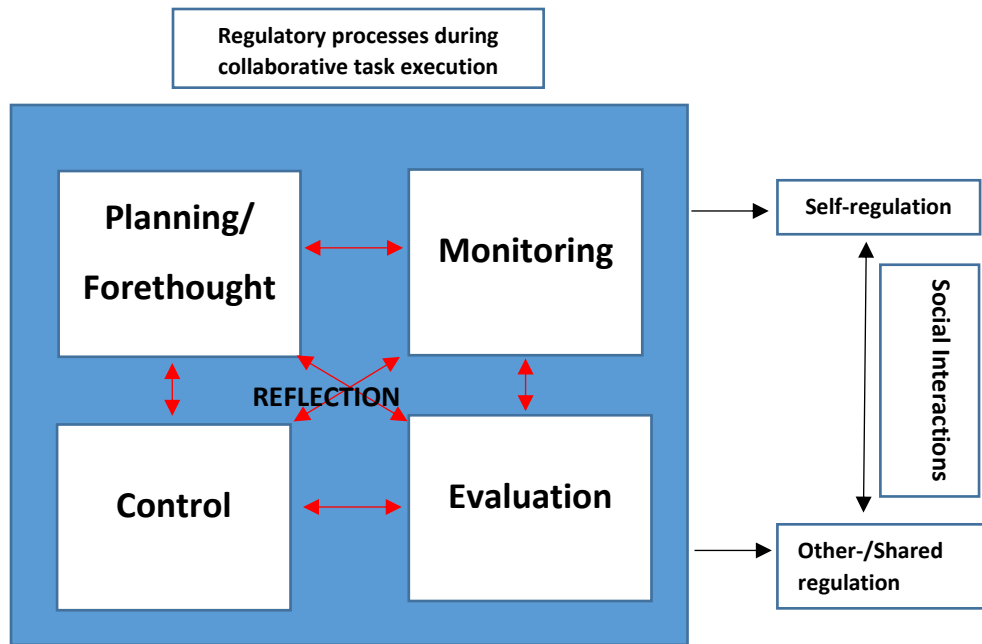 Regulatory processes during
collaborative task execution
Planning/
Forethought
Monitoring
Self-regulation
Social Interactions
REFLECTION
Control
Evaluation
Other-/Shared
regulation